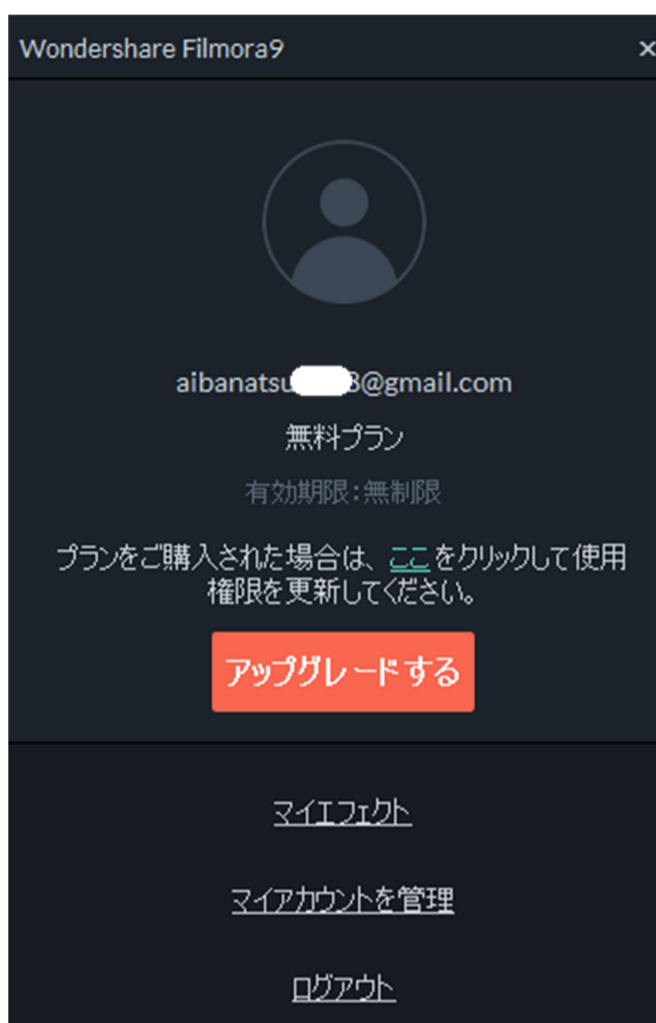 Wondershare Filmora9
×
aibanatsu 3@gmail.com
無料プラン
有効期限:無制限
プランをご購入された場合は、ここをクリックして使用
権限を更新してください。
アップグレードする
マイエフェクト
マイアカウントを管理
ログアウト